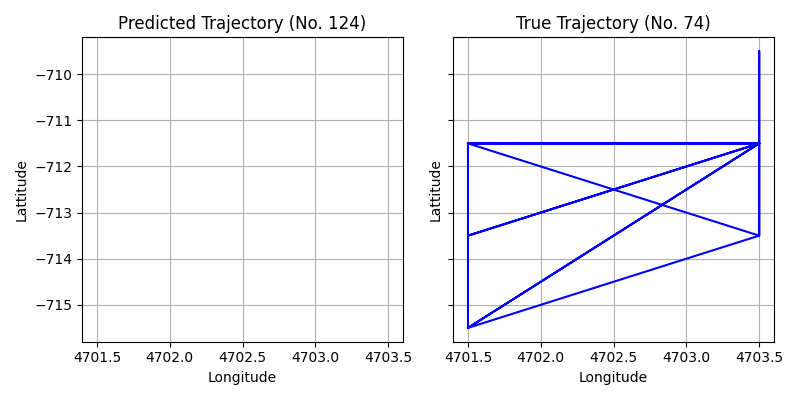 Predicted Trajectory (No. 124)
True Trajectory (No. 74)
Lattitude
−710
−711
−712
−713
−714
−715
4701.5 4702.0 4702.5 4703.0 4703.5
Longitude
Lattitude
4701.5 4702.0 4702.5 4703.0 4703.5
Longitude